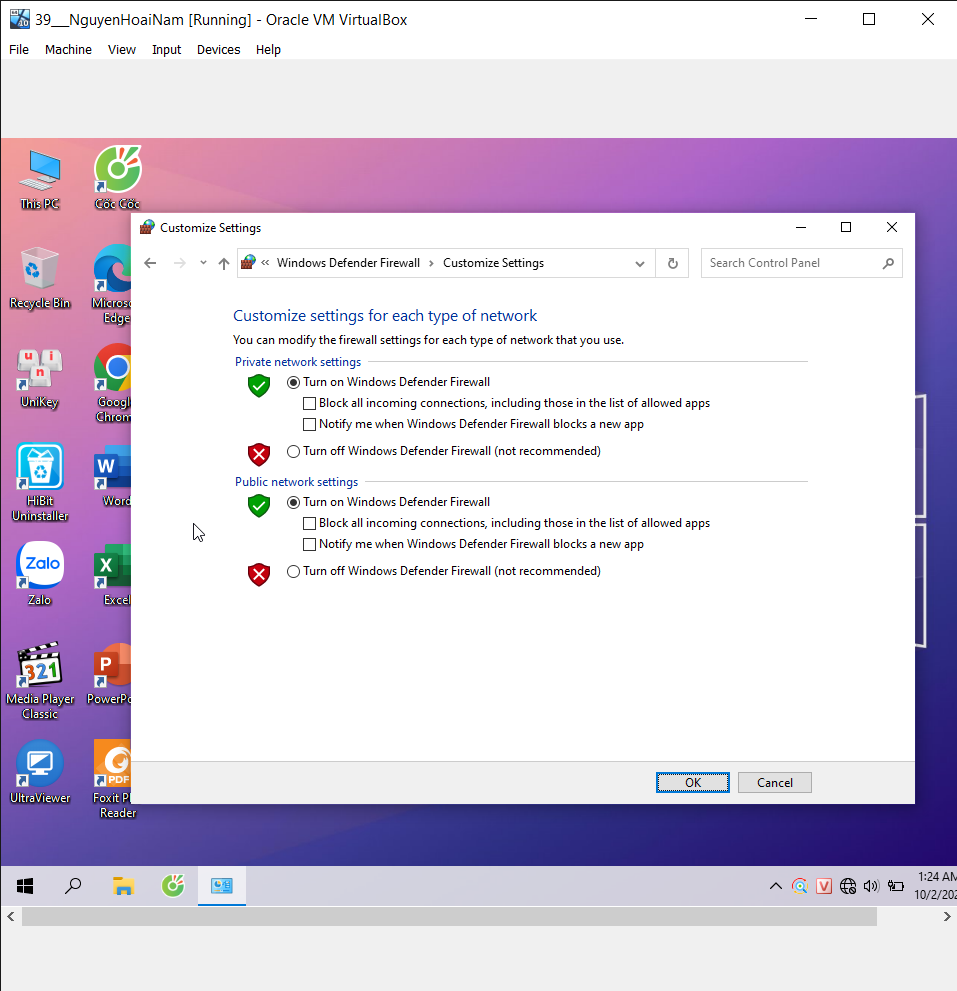 39___NguyenHoaiNam [Running] - Oracle VM VirtualBox
File Machine View Input Devices Help
This PC
Cốc Cốc
Recycle Bin
Microso
Edge
UniKey
Googl
Chrom
HiBit
Uninstaller
Word
Zalo
Excel
Media Player
Classic
PowerPo
UltraViewer
Foxit P
Reader
Customize Settings
« Windows Defender Firewall › Customize Settings
Search Control Panel
Customize settings for each type of network
You can modify the firewall settings for each type of network that you use.
Private network settings
Turn on Windows Defender Firewall
Block all incoming connections, including those in the list of allowed apps
Notify me when Windows Defender Firewall blocks a new app
Turn off Windows Defender Firewall (not recommended)
Public network settings
Turn on Windows Defender Firewall
Block all incoming connections, including those in the list of allowed apps
Notify me when Windows Defender Firewall blocks a new app
Turn off Windows Defender Firewall (not recommended)
OK
Cancel
1:24 AM
10/2/202